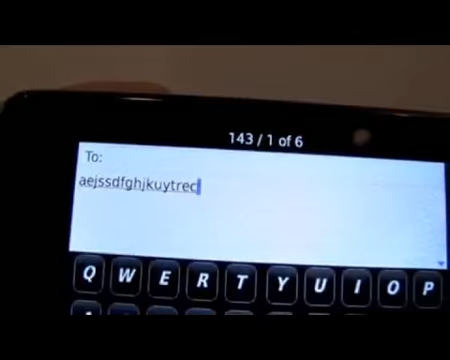 143 / 1 of 6
To:
aejssdfghjkuytrec
Q W E R T Y U I O P